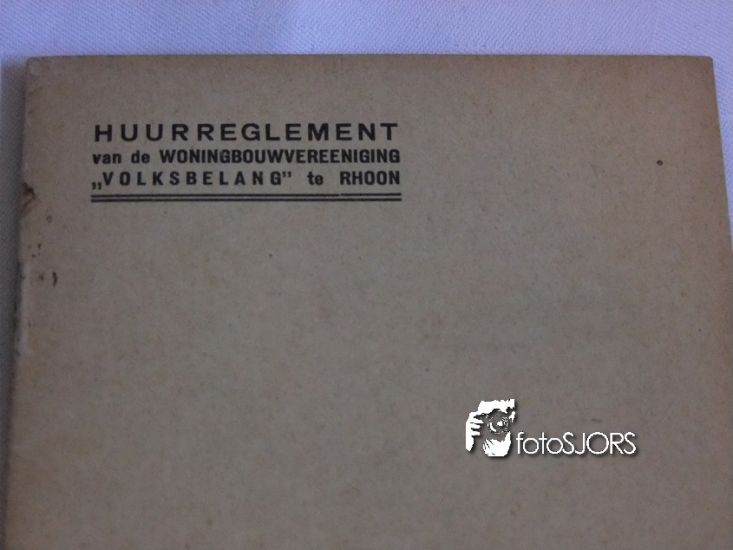 HUURREGLEMENT
van de WONINGBOUWVEREENIGING
„VOLKSBELANG" te RHOON
fotoSJORS